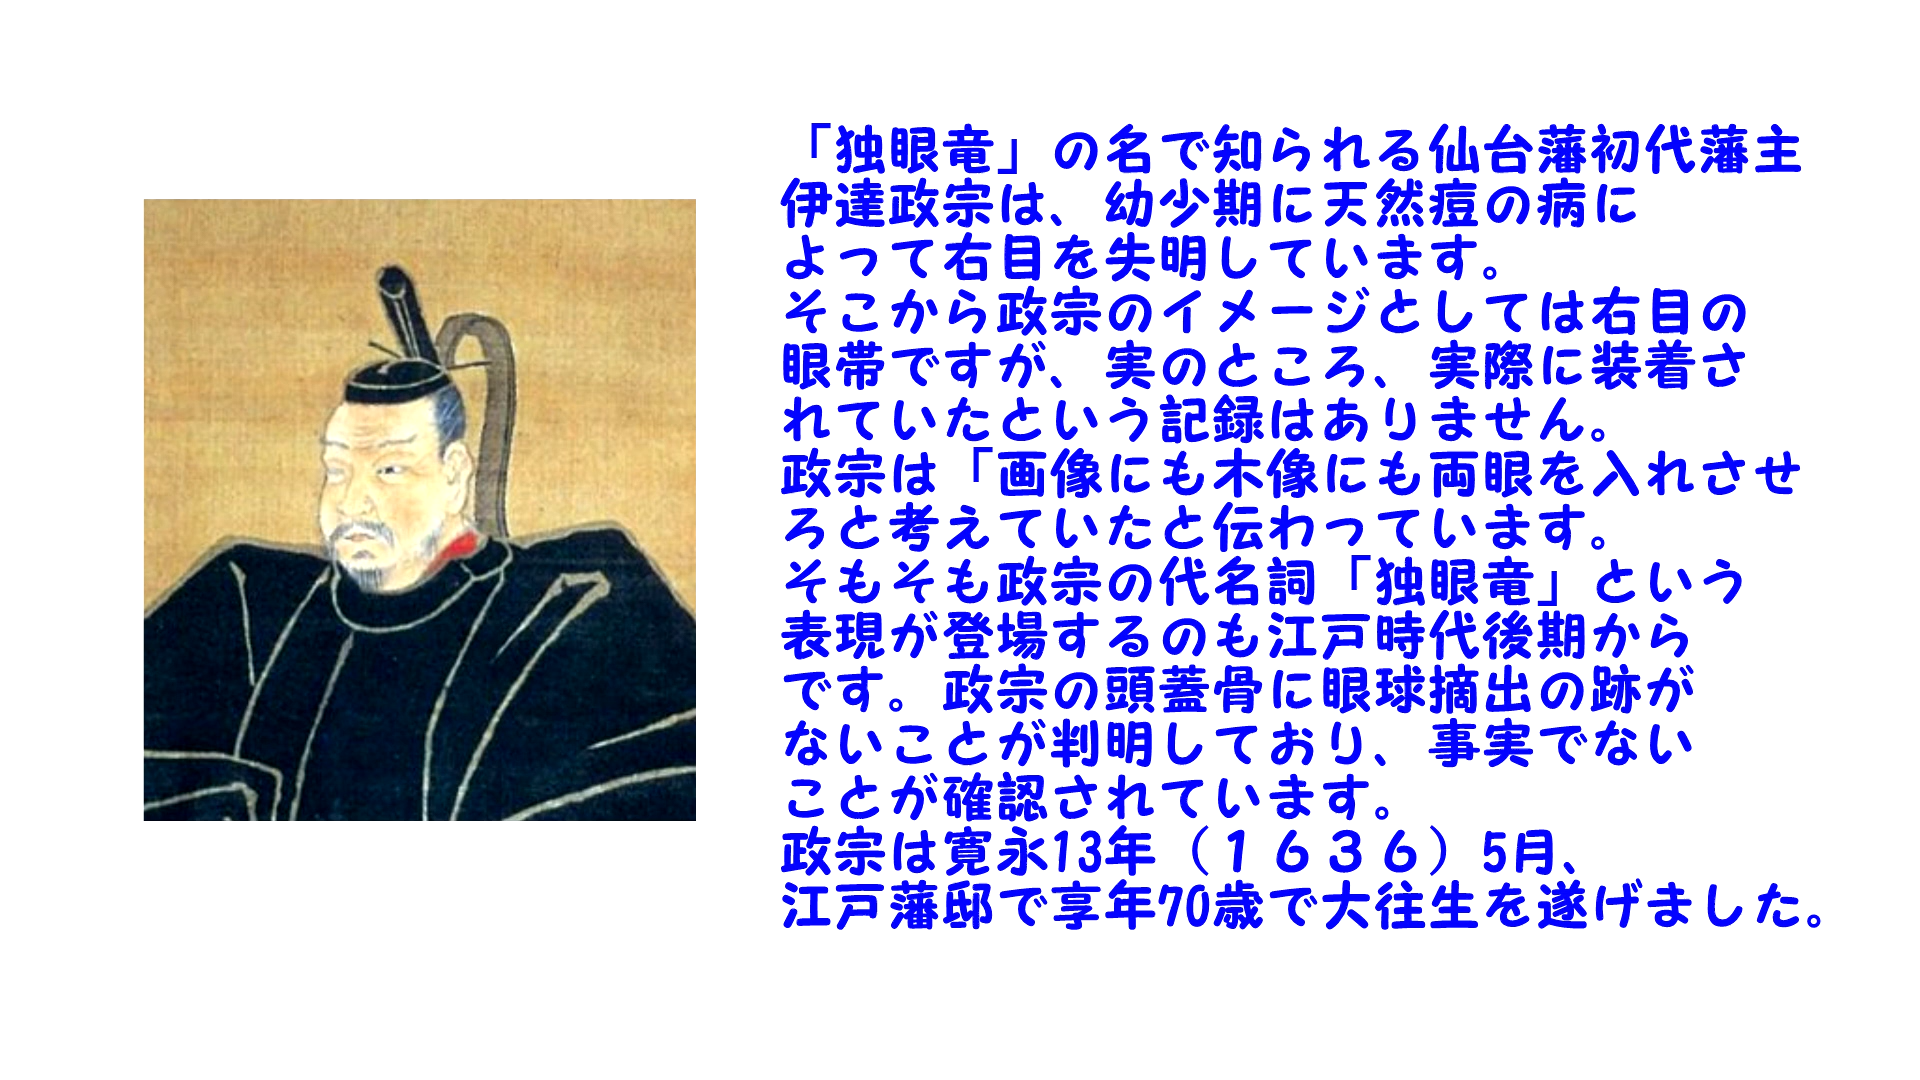 「独眼竜」の名で知られる仙台藩初代藩主
伊達政宗は、幼少期に天然痘の病に
よって右目を失明しています。
そこから政宗のイメージとしては右目の
眼帯ですが、実のところ、実際に装着さ
れていたという記録はありません。
政宗は「画像にも木像にも両眼を入れさせ
ろと考えていたと伝わっています。
そもそも政宗の代名詞「独眼竜」という
表現が登場するのも江戸時代後期から
です。政宗の頭蓋骨に眼球摘出の跡が
ないことが判明しており、事実でない
ことが確認されています。
政宗は寛永13年（１６３６）5月、
江戸藩邸で享年70歳で大往生を遂げました。